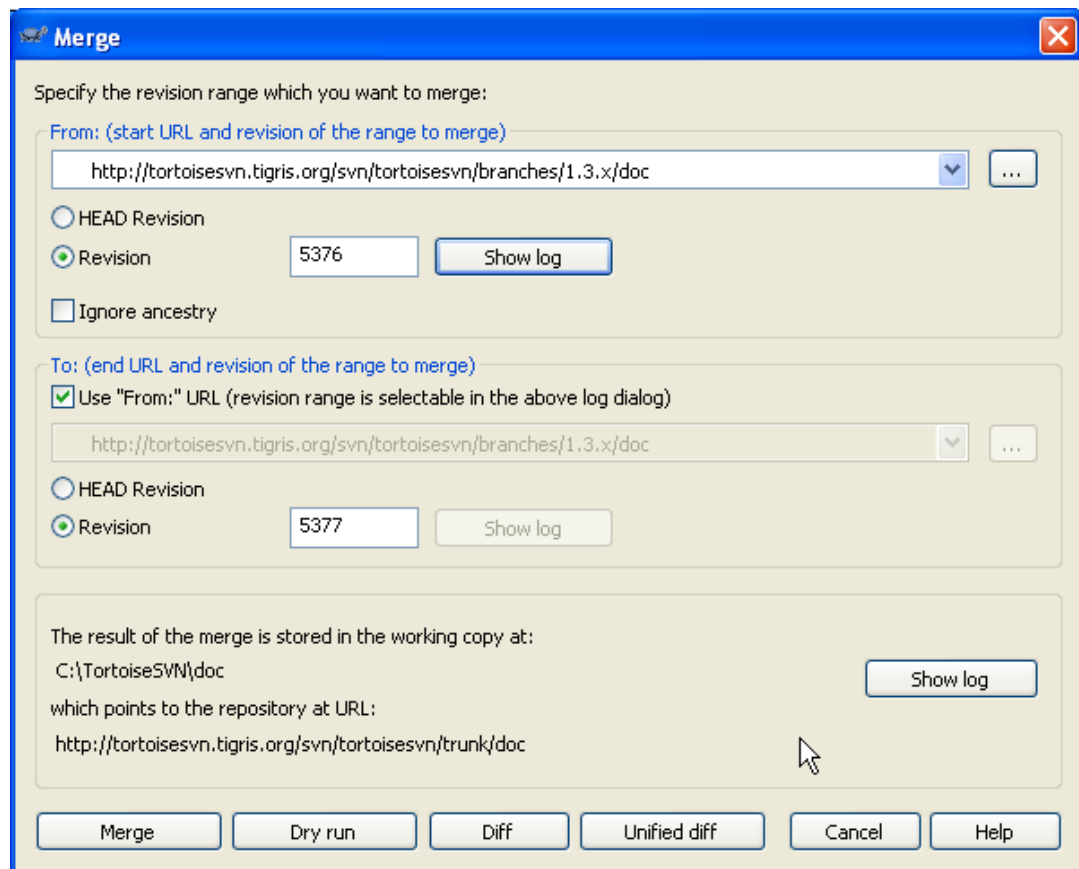 Merge
Specify the revision range which you want to merge:
From: (start URL and revision of the range to merge)
http://tortoisesvn.tigris.org/svn/tortoisesvn/branches/1.3.x/doc
...
HEAD Revision
Revision 5376 Show log
Ignore ancestry
To: (end URL and revision of the range to merge)
Use "From:" URL (revision range is selectable in the above log dialog)
http://tortoisesvn.tigris.org/svn/tortoisesvn/branches/1.3.x/doc
...
HEAD Revision
Revision 5377 Show log
The result of the merge is stored in the working copy at:
C:\TortoiseSVN\doc
Show log
which points to the repository at URL:
http://tortoisesvn.tigris.org/svn/tortoisesvn/trunk/doc
Merge Dry run Diff Unified diff Cancel Help